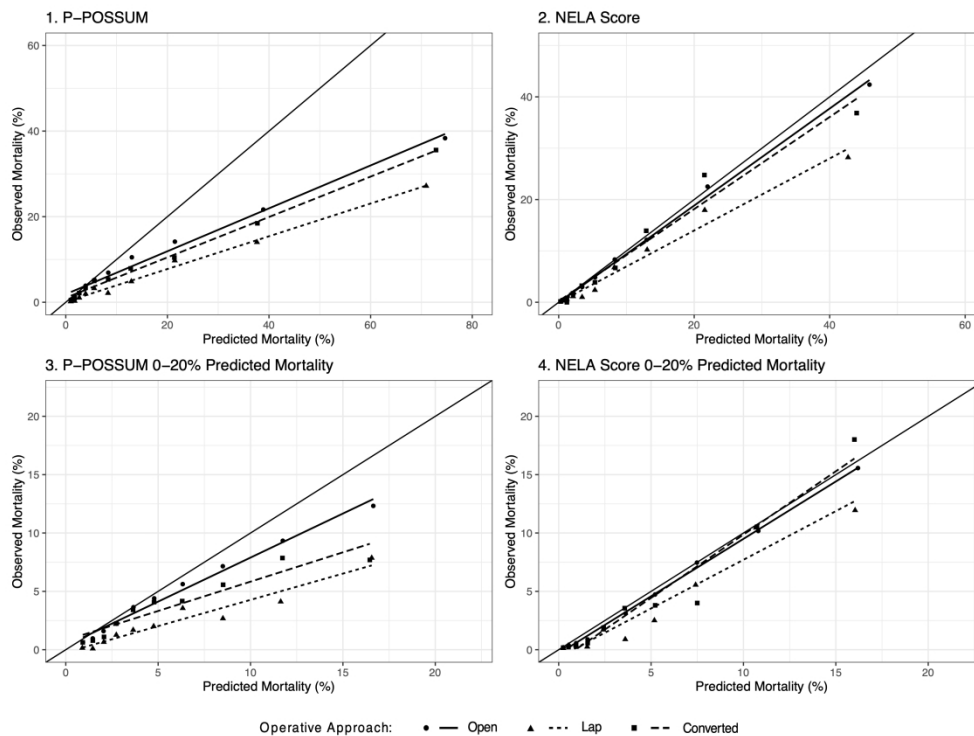 1. P-POSSUM
2. NELA Score
Observed Mortality (%)
60
40
20
0
0 20 40 60 80
Predicted Mortality (%)
Observed Mortality (%)
40
20
0
0 20 40 60
Predicted Mortality (%)
3. P-POSSUM 0-20% Predicted Mortality
4. NELA Score 0-20% Predicted Mortality
Observed Mortality (%)
20
15
10
5
0
0 5 10 15 20
Predicted Mortality (%)
Observed Mortality (%)
20
15
10
5
0
0 5 10 15 20
Predicted Mortality (%)
Operative Approach: Open Lap Converted